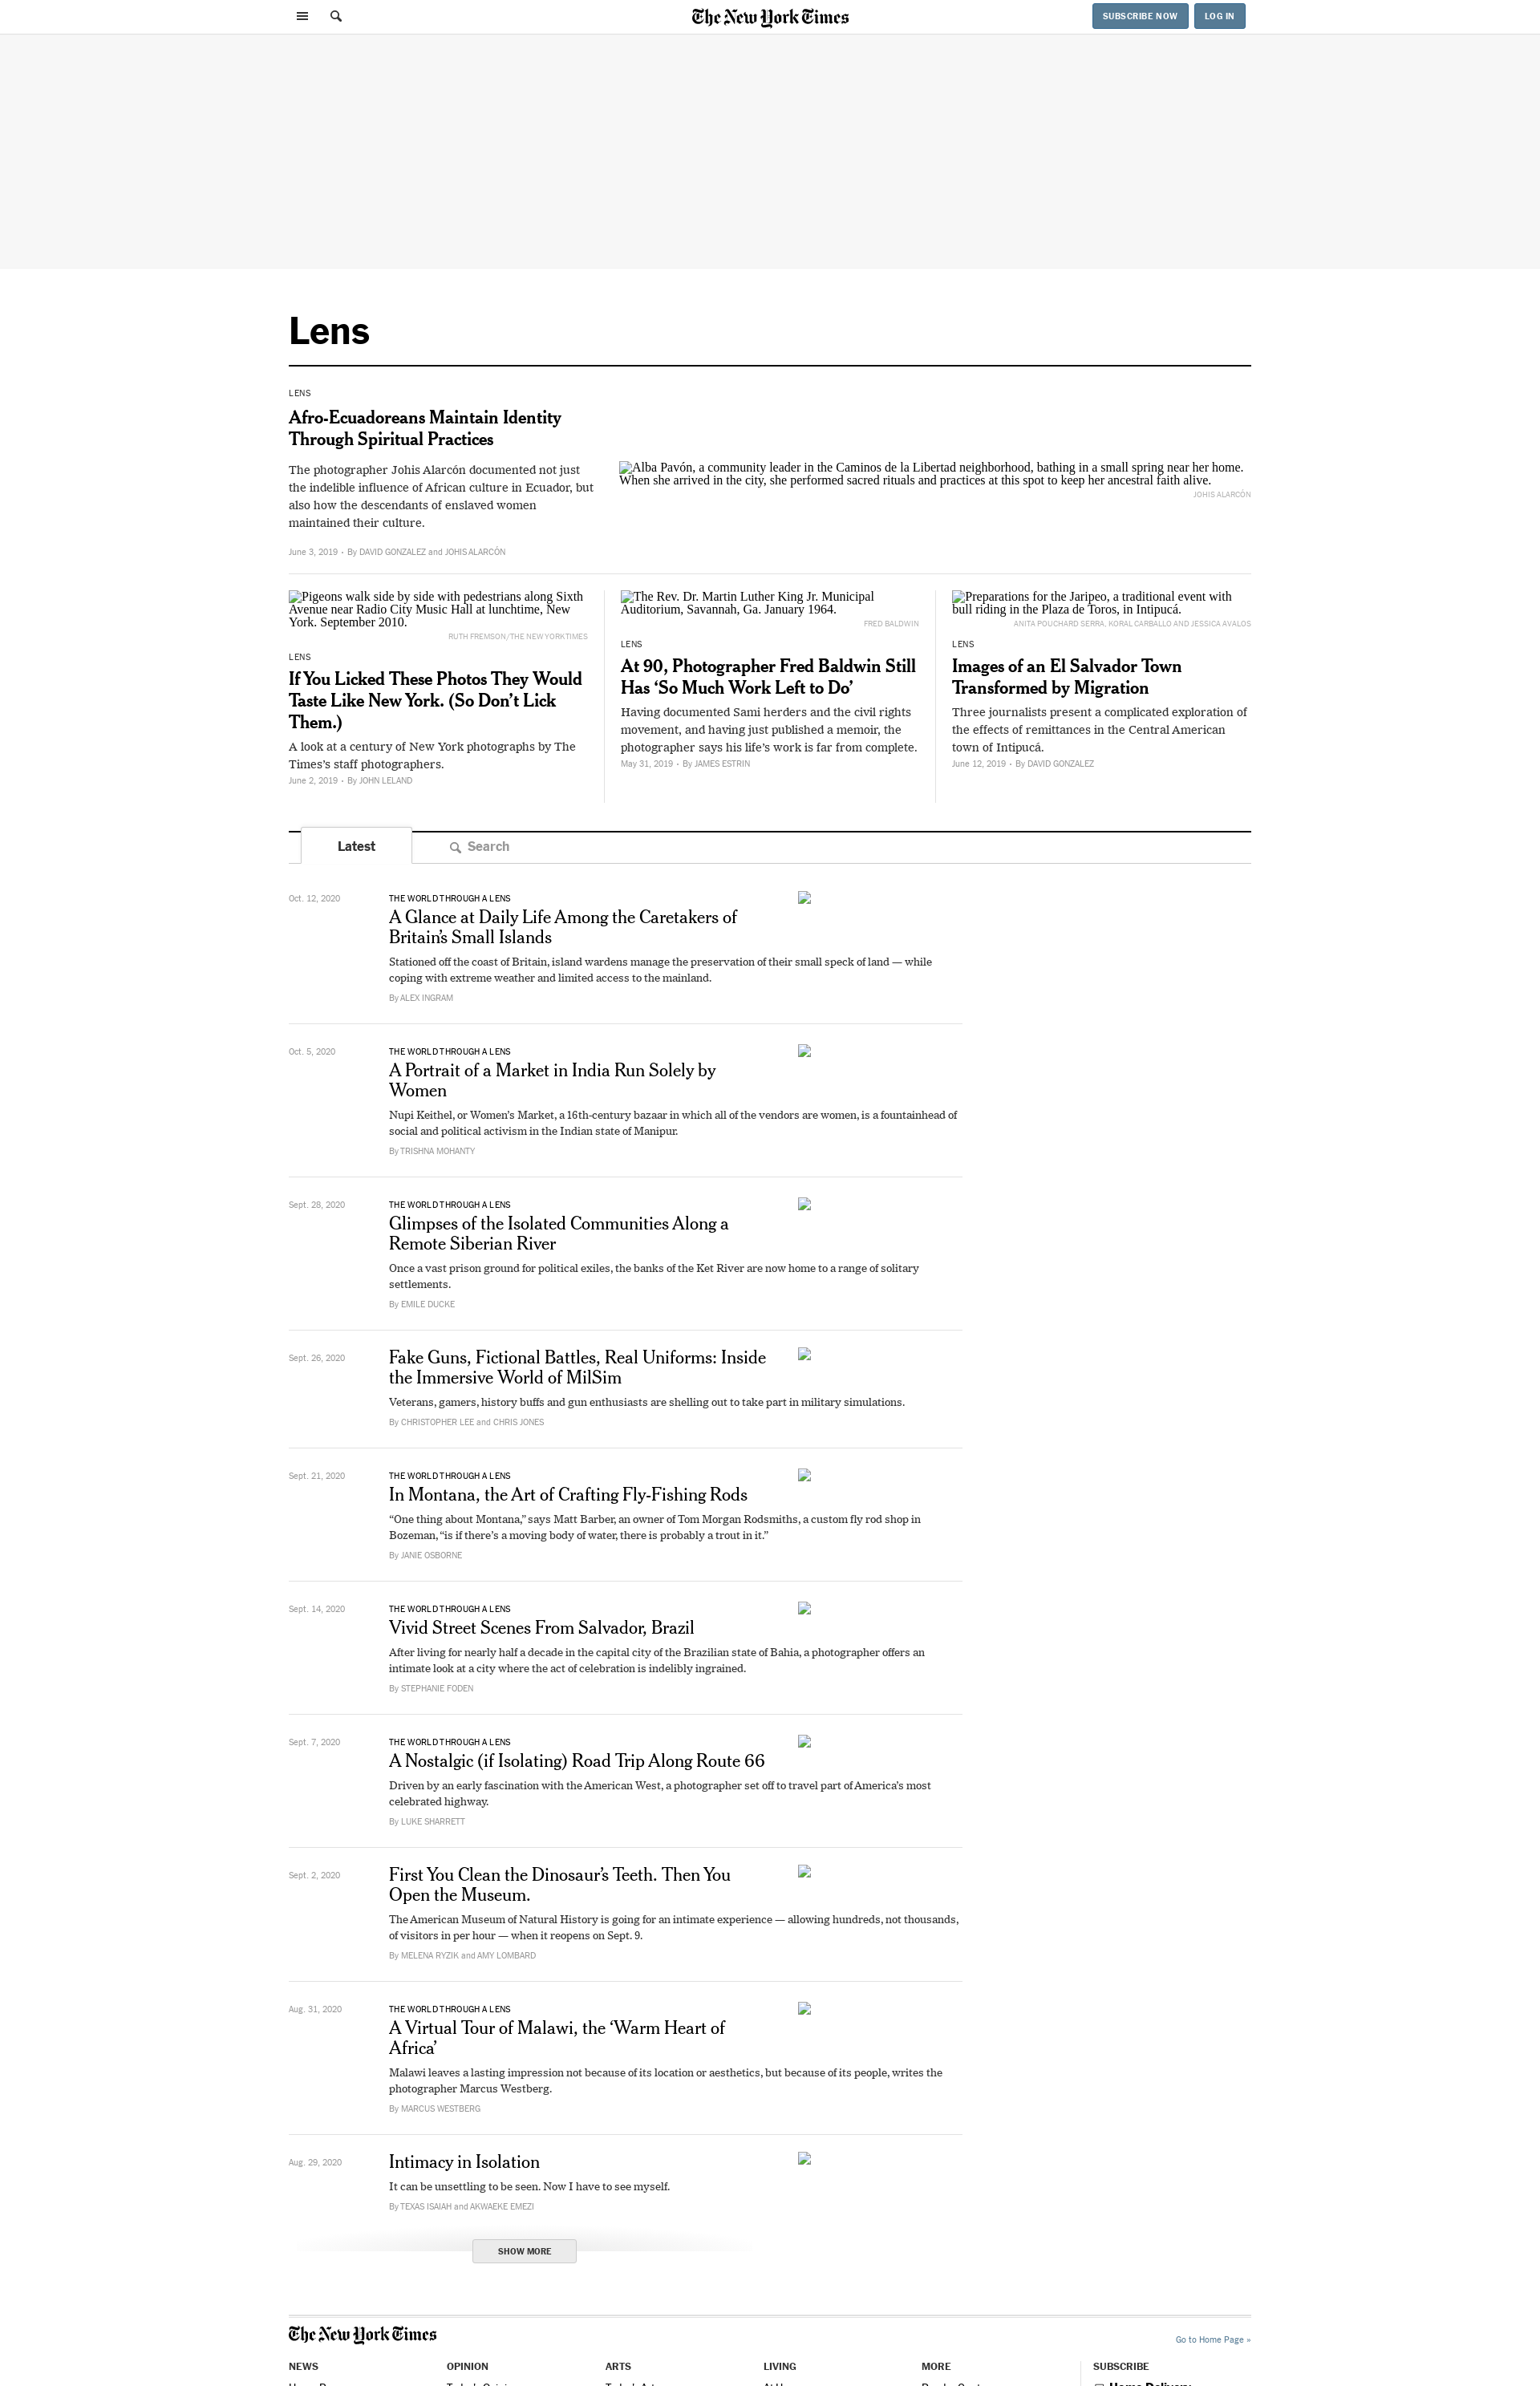 The New York Times
SUBSCRIBE NOW
LOG IN
Lens
LENS
Afro-Ecuadoreans Maintain Identity
Through Spiritual Practices
The photographer Johis Alarcón documented not just
the indelible influence of African culture in Ecuador, but
also how the descendants of enslaved women
maintained their culture.
June 3, 2019 • By DAVID GONZALEZ and JOHIS ALARCÓN
Alba Pavón, a community leader in the Caminos de la Libertad neighborhood, bathing in a small spring near her home.
When she arrived in the city, she performed sacred rituals and practices at this spot to keep her ancestral faith alive.
JOHIS ALARCÓN
Pigeons walk side by side with pedestrians along Sixth
Avenue near Radio City Music Hall at lunchtime, New
York. September 2010.
RUTH FREMSON/THE NEW YORK TIMES
LENS
If You Licked These Photos They Would
Taste Like New York. (So Don’t Lick
Them.)
A look at a century of New York photographs by The
Times’s staff photographers.
June 2, 2019 • By JOHN LELAND
The Rev. Dr. Martin Luther King Jr. Municipal
Auditorium, Savannah, Ga. January 1964.
FRED BALDWIN
LENS
At 90, Photographer Fred Baldwin Still
Has ‘So Much Work Left to Do’
Having documented Sami herders and the civil rights
movement, and having just published a memoir, the
photographer says his life’s work is far from complete.
May 31, 2019 • By JAMES ESTRIN
Preparations for the Jaripeo, a traditional event with
bull riding in the Plaza de Toros, in Intipucá.
ANITA POUCHARD SERRA, KORAL CARBALLO AND JESSICA AVALOS
LENS
Images of an El Salvador Town
Transformed by Migration
Three journalists present a complicated exploration of
the effects of remittances in the Central American
town of Intipucá.
June 12, 2019 • By DAVID GONZALEZ
Latest
Search
Oct. 12, 2020
THE WORLD THROUGH A LENS
A Glance at Daily Life Among the Caretakers of
Britain’s Small Islands
Stationed off the coast of Britain, island wardens manage the preservation of their small speck of land — while
coping with extreme weather and limited access to the mainland.
By ALEX INGRAM
Oct. 5, 2020
THE WORLD THROUGH A LENS
A Portrait of a Market in India Run Solely by
Women
Nupi Keithel, or Women’s Market, a 16th-century bazaar in which all of the vendors are women, is a fountainhead of
social and political activism in the Indian state of Manipur.
By TRISHNA MOHANTY
Sept. 28, 2020
THE WORLD THROUGH A LENS
Glimpses of the Isolated Communities Along a
Remote Siberian River
Once a vast prison ground for political exiles, the banks of the Ket River are now home to a range of solitary
settlements.
By EMILE DUCKE
Sept. 26, 2020
Fake Guns, Fictional Battles, Real Uniforms: Inside
the Immersive World of MilSim
Veterans, gamers, history buffs and gun enthusiasts are shelling out to take part in military simulations.
By CHRISTOPHER LEE and CHRIS JONES
Sept. 21, 2020
THE WORLD THROUGH A LENS
In Montana, the Art of Crafting Fly-Fishing Rods
“One thing about Montana,” says Matt Barber, an owner of Tom Morgan Rodsmiths, a custom fly rod shop in
Bozeman, “is if there’s a moving body of water, there is probably a trout in it.”
By JANIE OSBORNE
Sept. 14, 2020
THE WORLD THROUGH A LENS
Vivid Street Scenes From Salvador, Brazil
After living for nearly half a decade in the capital city of the Brazilian state of Bahia, a photographer offers an
intimate look at a city where the act of celebration is indelibly ingrained.
By STEPHANIE FODEN
Sept. 7, 2020
THE WORLD THROUGH A LENS
A Nostalgic (if Isolating) Road Trip Along Route 66
Driven by an early fascination with the American West, a photographer set off to travel part of America’s most
celebrated highway.
By LUKE SHARRETT
Sept. 2, 2020
First You Clean the Dinosaur’s Teeth. Then You
Open the Museum.
The American Museum of Natural History is going for an intimate experience — allowing hundreds, not thousands,
of visitors in per hour — when it reopens on Sept. 9.
By MELENA RYZIK and AMY LOMBARD
Aug. 31, 2020
THE WORLD THROUGH A LENS
A Virtual Tour of Malawi, the ‘Warm Heart of
Africa’
Malawi leaves a lasting impression not because of its location or aesthetics, but because of its people, writes the
photographer Marcus Westberg.
By MARCUS WESTBERG
Aug. 29, 2020
Intimacy in Isolation
It can be unsettling to be seen. Now I have to see myself.
By TEXAS ISAIAH and AKWAEKE EMEZI
SHOW MORE
The New York Times
Go to Home Page »
NEWS
OPINION
ARTS
LIVING
MORE
SUBSCRIBE